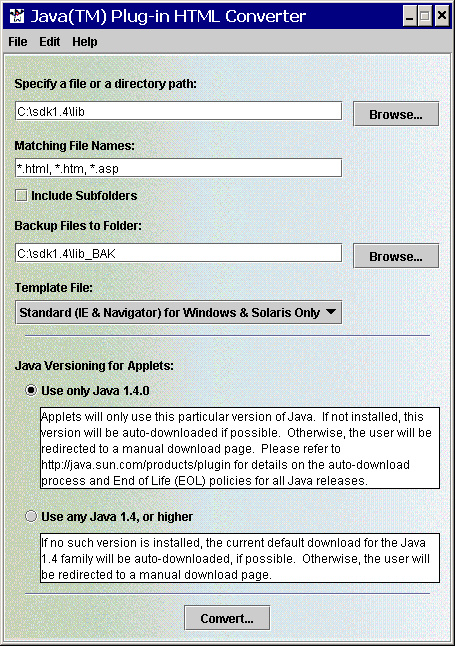 Java(TM) Plug-in HTML Converter
File Edit Help
Specify a file or a directory path:
C:\sdk1.4\lib
Browse...
Matching File Names:
*.html, *.htm, *.asp
Include Subfolders
Backup Files to Folder:
C:\sdk1.4\lib_BAK
Browse...
Template File:
Standard (IE & Navigator) for Windows & Solaris Only
Java Versioning for Applets:
Use only Java 1.4.0
Applets will only use this particular version of Java. If not installed, this
version will be auto-downloaded if possible. Otherwise, the user will be
redirected to a manual download page. Please refer to
http://java.sun.com/products/plugin for details on the auto-download
process and End of Life (EOL) policies for all Java releases.
Use any Java 1.4, or higher
If no such version is installed, the current default download for the Java
1.4 family will be auto-downloaded, if possible. Otherwise, the user will
be redirected to a manual download page.
Convert...